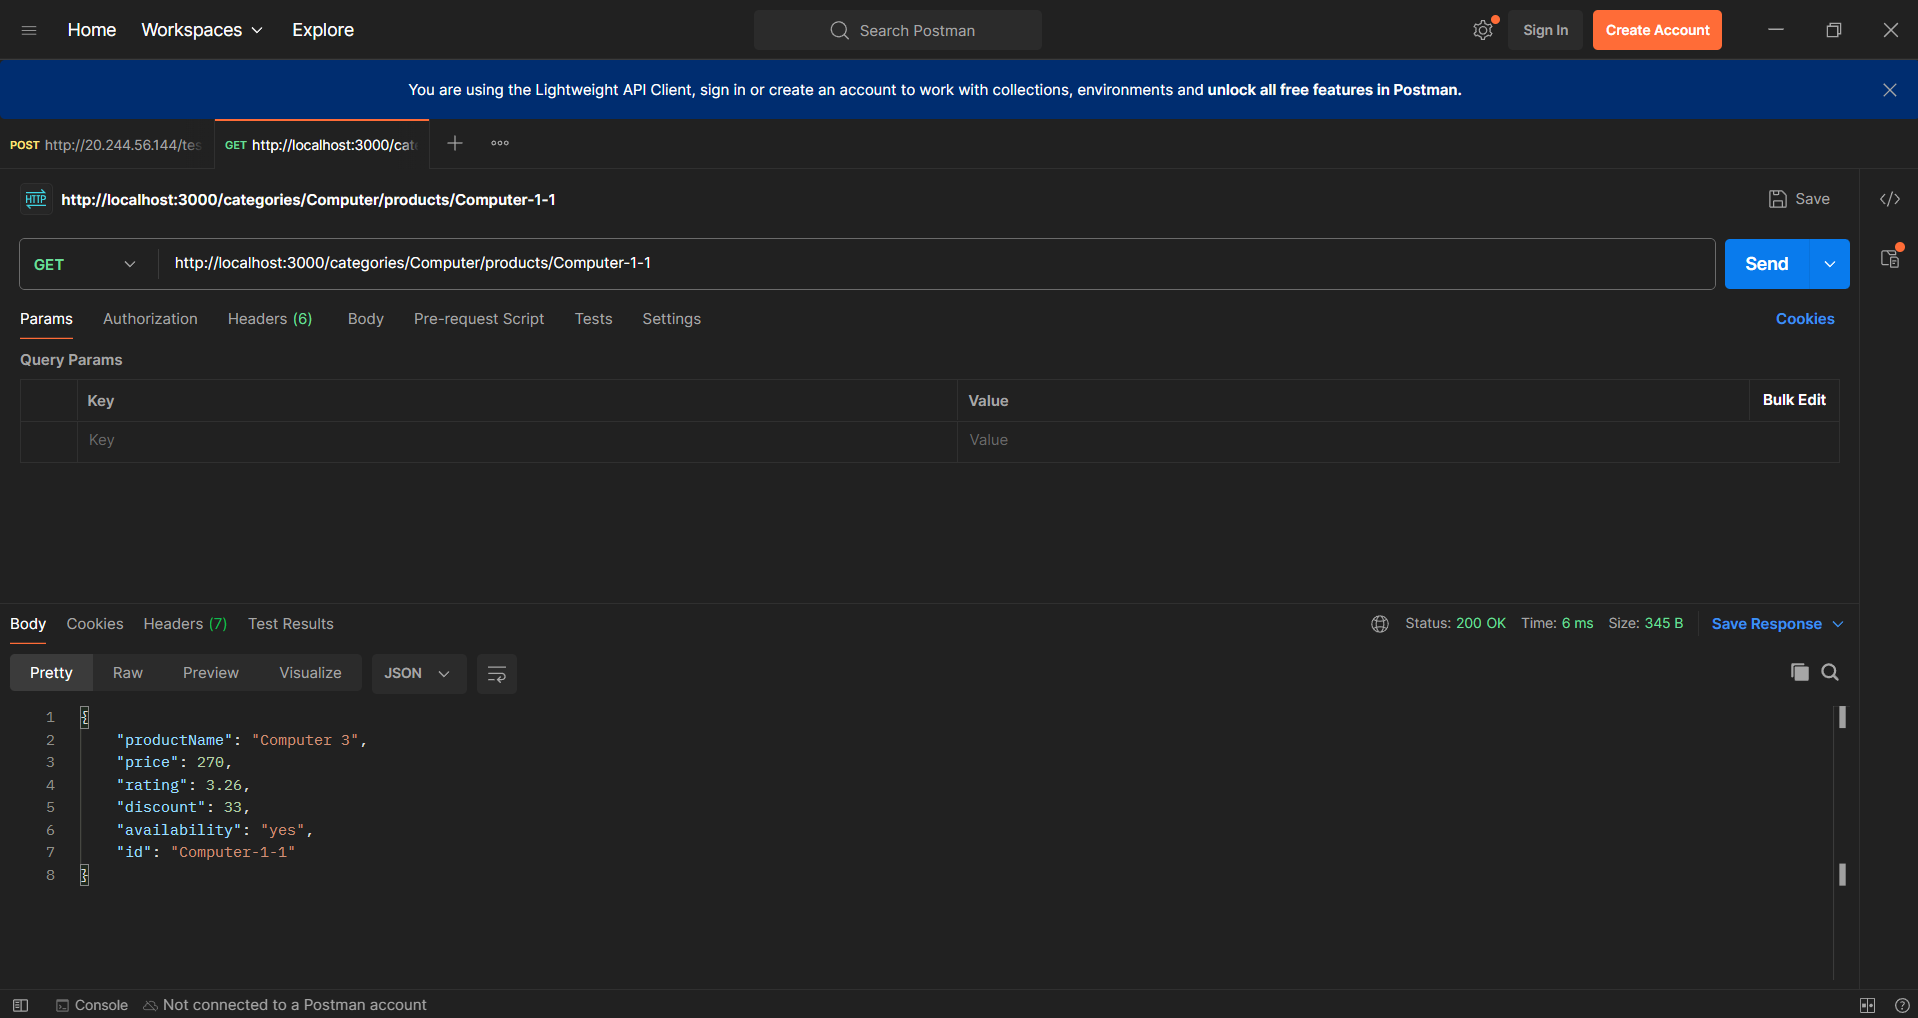 Home Workspaces Explore Search Postman Sign In Create Account
You are using the Lightweight API Client, sign in or create an account to work with collections, environments and unlock all free features in Postman.
POST http://20.244.56.144/tes GET http://localhost:3000/cat
HTTP http://localhost:3000/categories/Computer/products/Computer-1-1 Save </>
GET http://localhost:3000/categories/Computer/products/Computer-1-1 Send
Params Authorization Headers (6) Body Pre-request Script Tests Settings Cookies
Query Params
Key Value Bulk Edit
Key Value
Body Cookies Headers (7) Test Results Status: 200 OK Time: 6 ms Size: 345 B Save Response
Pretty Raw Preview Visualize JSON
1 {
2 "productName": "Computer 3",
3 "price": 270,
4 "rating": 3.26,
5 "discount": 33,
6 "availability": "yes",
7 "id": "Computer-1-1"
8 }
Console Not connected to a Postman account